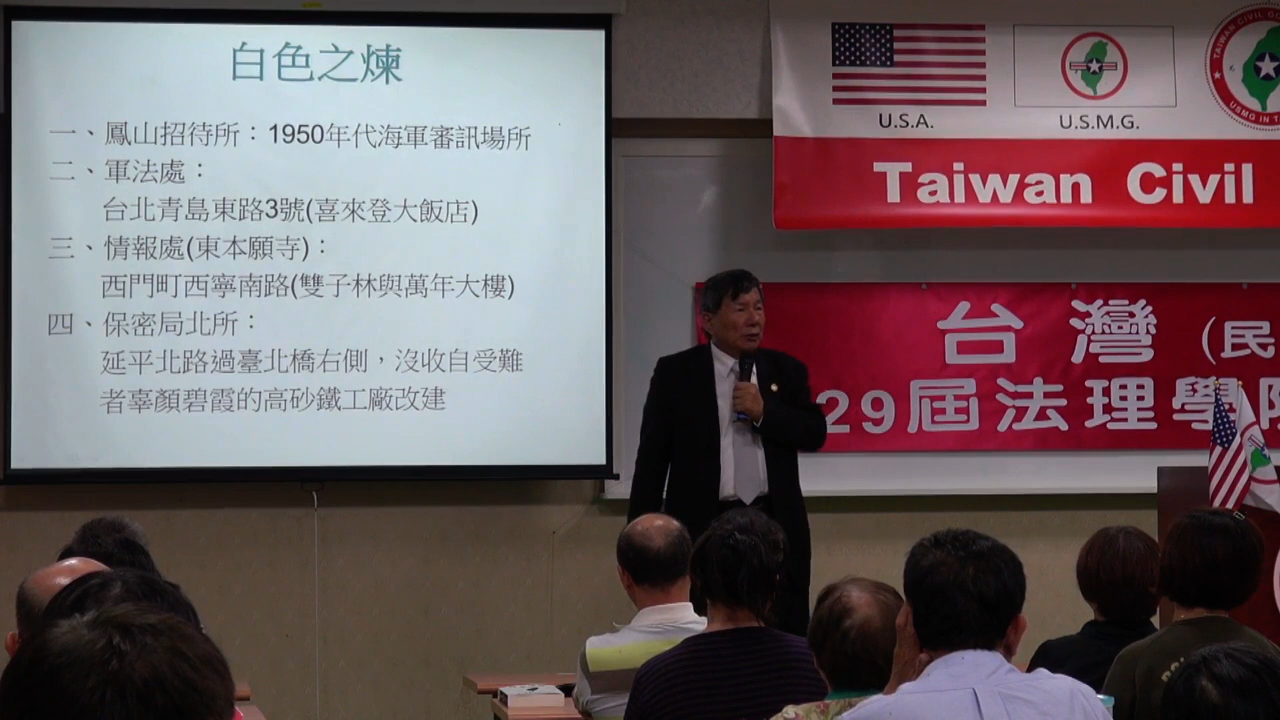 白色之煉
一、鳳山招待所：1950年代海軍審訊場所
二、軍法處：
台北青島東路3號(喜來登大飯店)
三、情報處(東本願寺)：
西門町西寧南路(雙子林與萬年大樓)
四、保密局北所：
延平北路過臺北橋右側，沒收自受難
者辜顏碧霞的高砂鐵工廠改建
U.S.A.
U.S.M.G.
Taiwan Civil
台灣（民
29屆法理學院